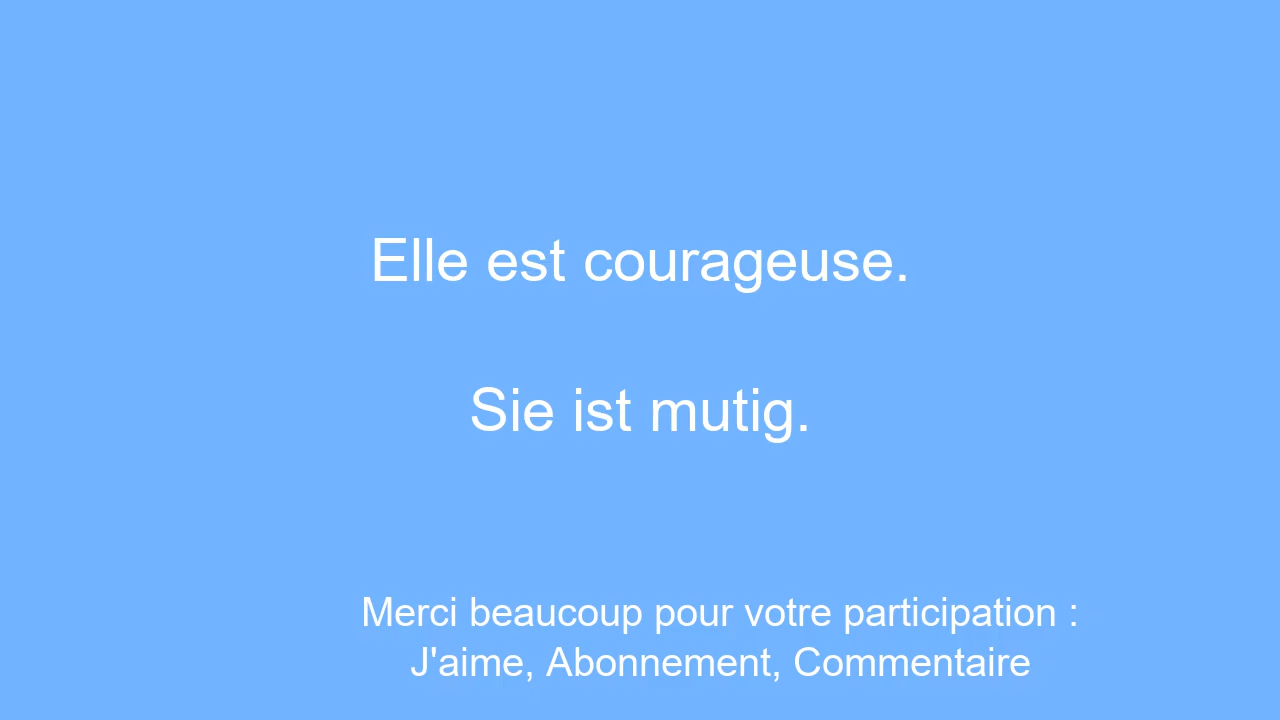 Elle est courageuse.
Sie ist mutig.
Merci beaucoup pour votre participation :
J'aime, Abonnement, Commentaire